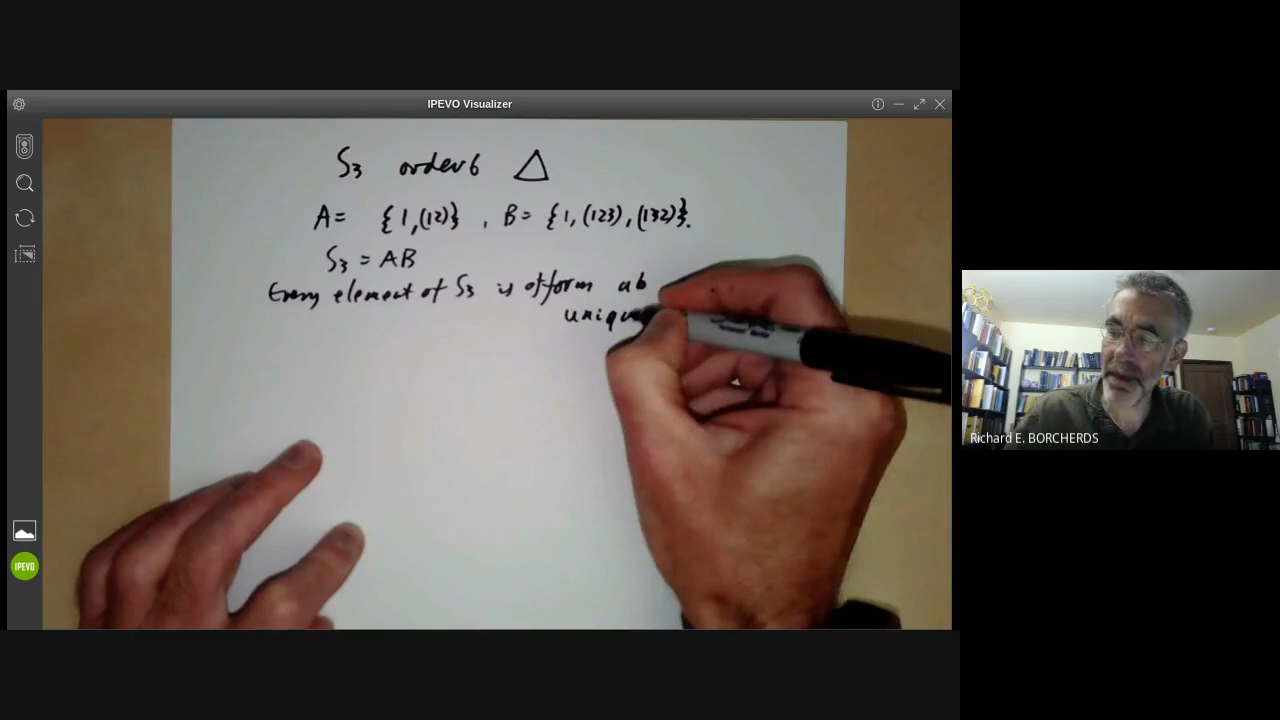 IPEVO Visualizer
S₃ order 6 △
A = {1,(12)}, B = {1,(123),(132)}.
S₃ = AB
Every element of S₃ is of form ab
uniqu
IPEVO
Richard E. BORCHERDS